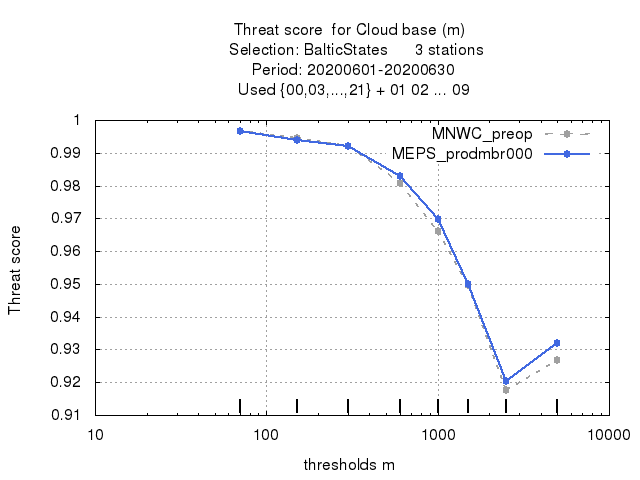 Threat score  for Cloud base (m)
Selection: BalticStates      3 stations
Period: 20200601-20200630
Used {00,03,...,21} + 01 02 ... 09
1
0.99
0.98
0.97
0.96
0.95
0.94
0.93
0.92
0.91
Threat score
MNWC_preop
MEPS_prodmbr000
10
100
1000
10000
thresholds m